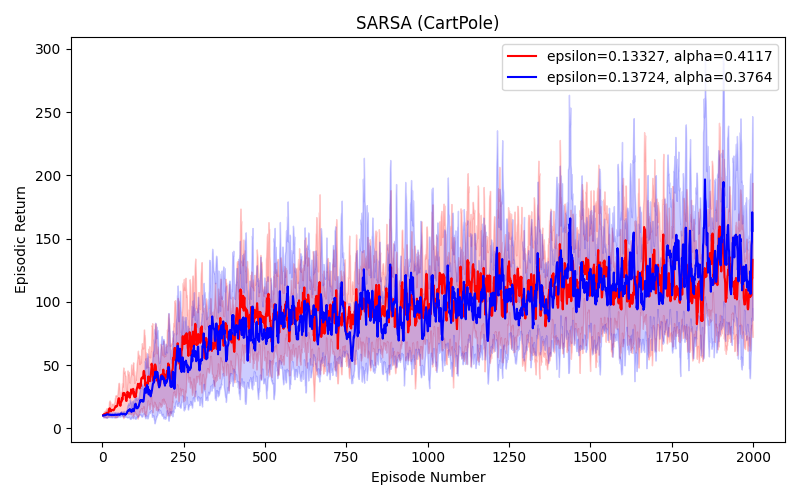 SARSA (CartPole)
epsilon=0.13327, alpha=0.4117
epsilon=0.13724, alpha=0.3764
Episodic Return
300
250
200
150
100
50
0
0 250 500 750 1000 1250 1500 1750 2000
Episode Number